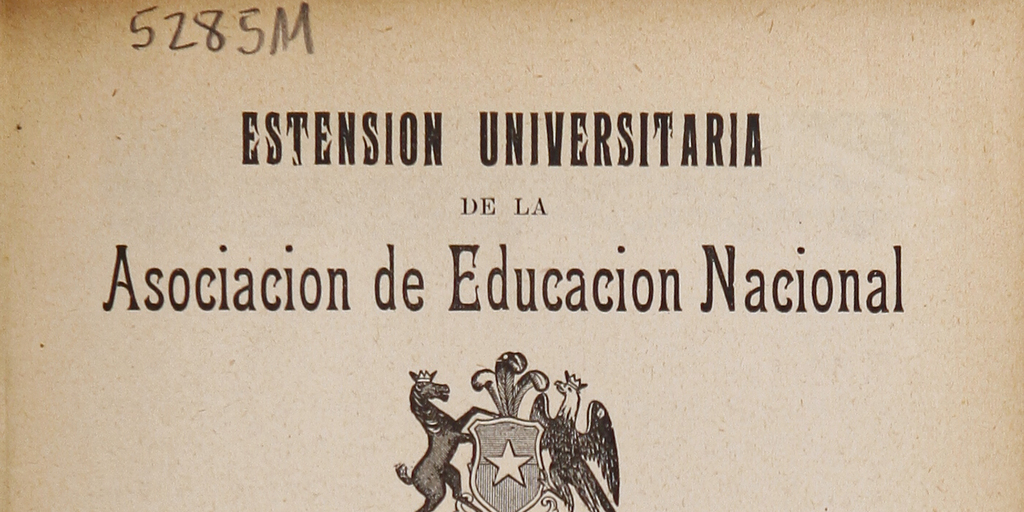 5285M
ESTENSION UNIVERSITARIA
DE LA
Asociacion de Educacion Nacional